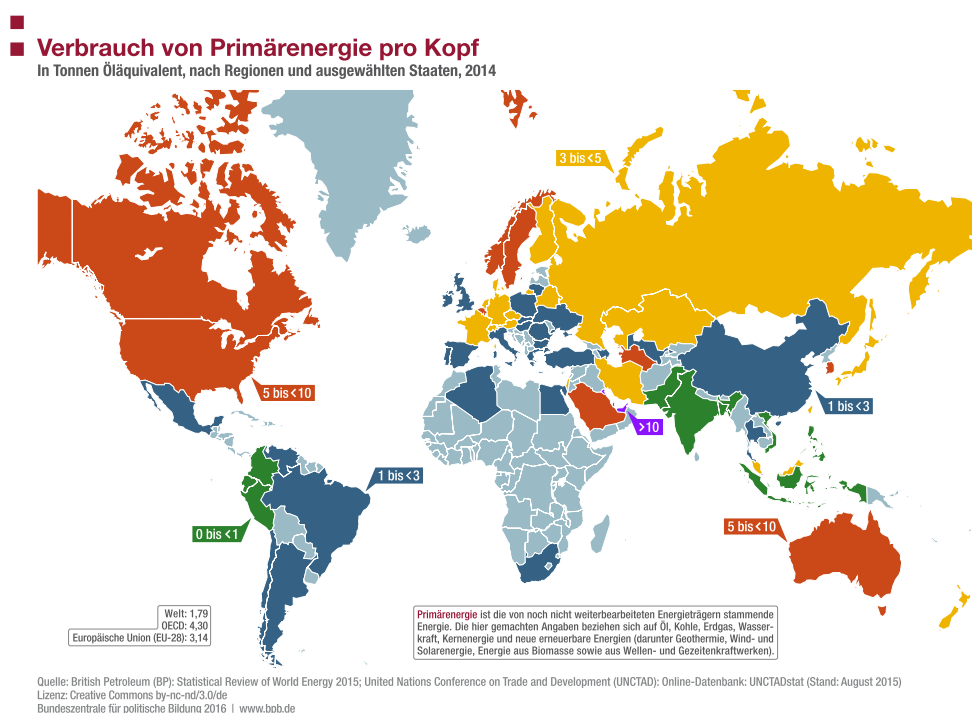 Verbrauch von Primärenergie pro Kopf
In Tonnen Öläquivalent, nach Regionen und ausgewählten Staaten, 2014
3 bis <5
5 bis <10
>10
1 bis <3
1 bis <3
0 bis <1
5 bis <10
Welt: 1,79
OECD: 4,30
Europäische Union (EU-28): 3,14
Primärenergie ist die von noch nicht weiterbearbeiteten Energieträgern stammende
Energie. Die hier gemachten Angaben beziehen sich auf Öl, Kohle, Erdgas, Wasser-
kraft, Kernenergie und neue erneuerbare Energien (darunter Geothermie, Wind- und
Solarenergie, Energie aus Biomasse sowie aus Wellen- und Gezeitenkraftwerken).
Quelle: British Petroleum (BP): Statistical Review of World Energy 2015; United Nations Conference on Trade and Development (UNCTAD): Online-Datenbank: UNCTADstat (Stand: August 2015)
Lizenz: Creative Commons by-nc-nd/3.0/de
Bundeszentrale für politische Bildung 2016 | www.bpb.de